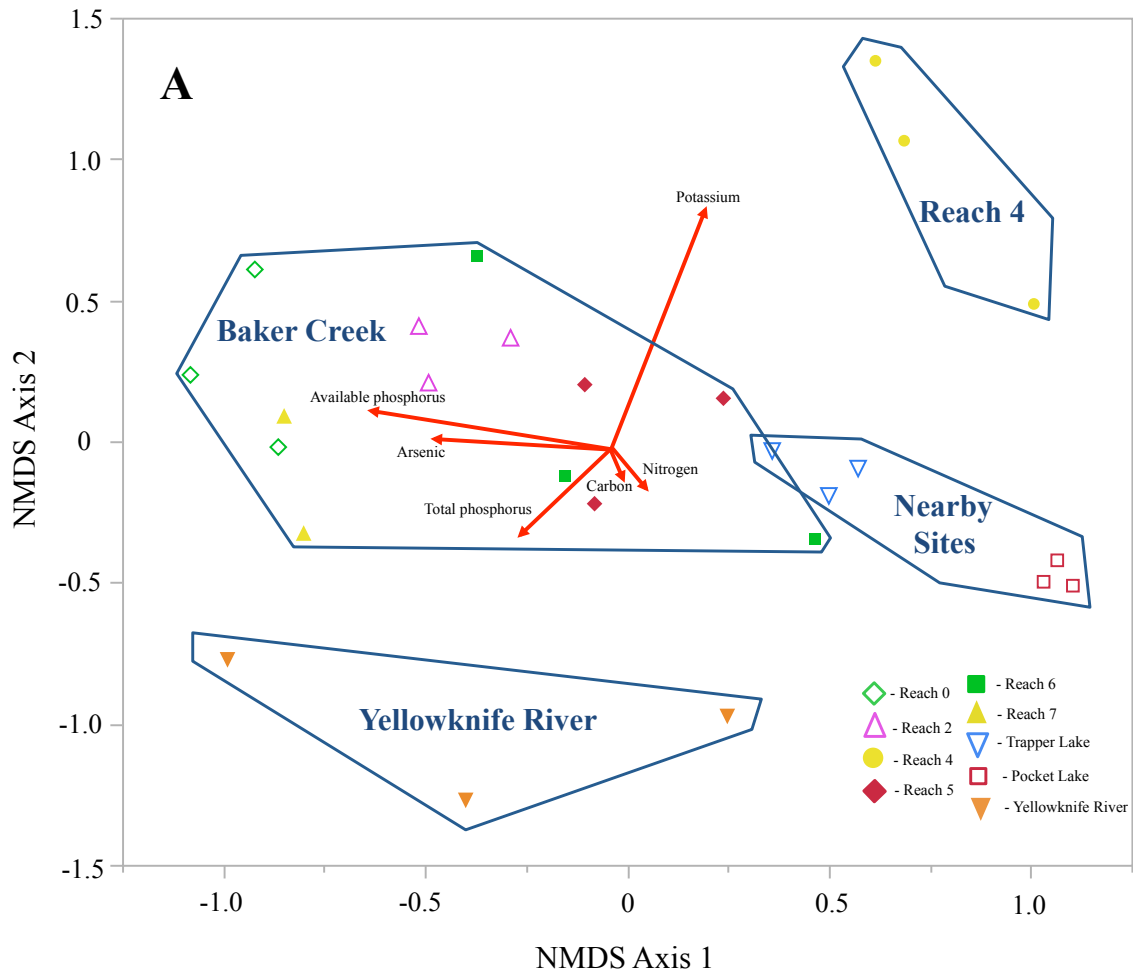 A
1.5
1.0
0.5
0
-0.5
-1.0
-1.5
NMDS Axis 2
Potassium
Reach 4
Baker Creek
Available phosphorus
Arsenic
Nitrogen
Carbon
Total phosphorus
Nearby
Sites
Yellowknife River
- Reach 0
- Reach 2
- Reach 4
- Reach 5
- Reach 6
- Reach 7
- Trapper Lake
- Pocket Lake
- Yellowknife River
-1.0
-0.5
0
0.5
1.0
NMDS Axis 1